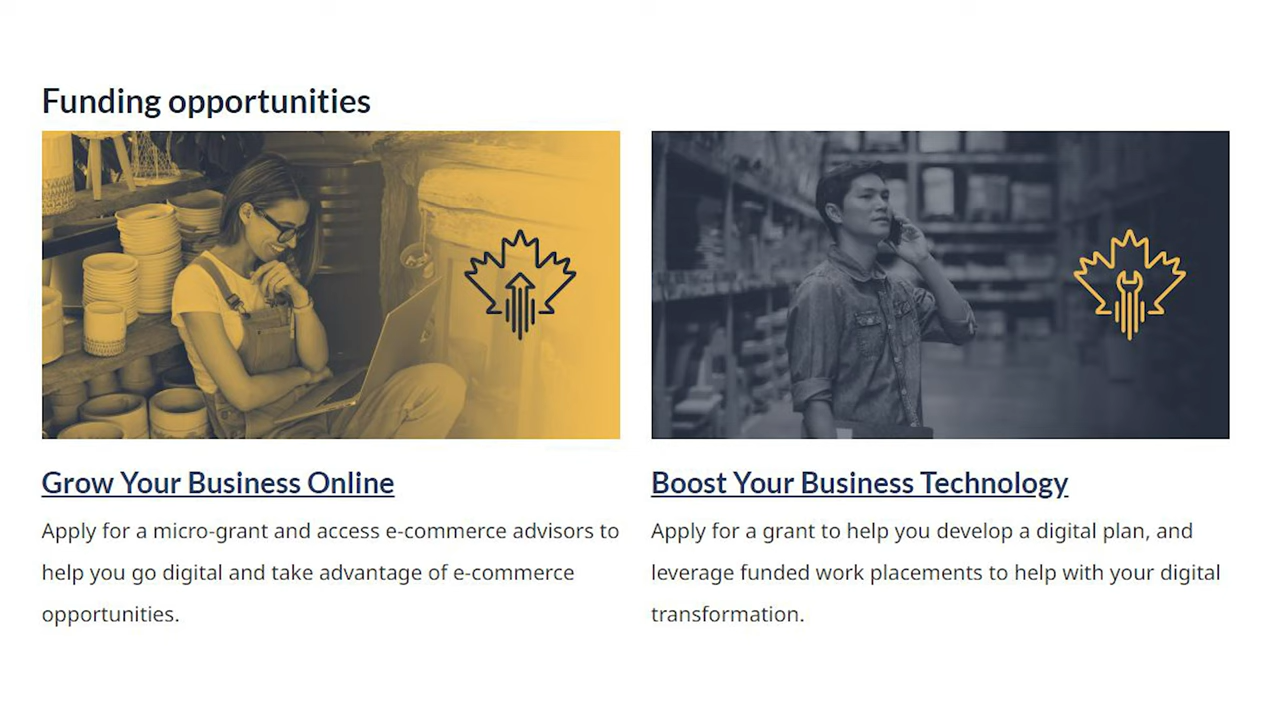 Funding opportunities
Grow Your Business Online
Apply for a micro-grant and access e-commerce advisors to
help you go digital and take advantage of e-commerce
opportunities.
Boost Your Business Technology
Apply for a grant to help you develop a digital plan, and
leverage funded work placements to help with your digital
transformation.